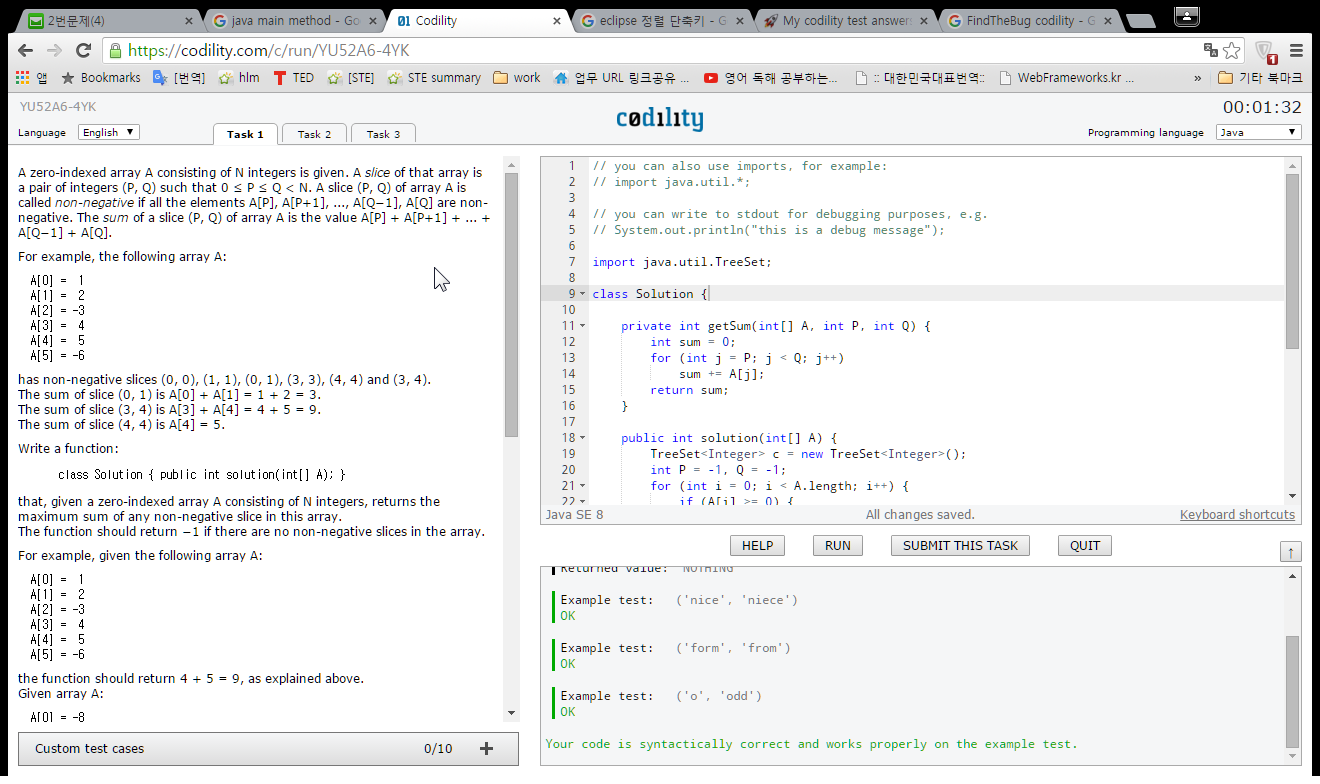 2번문제(4)
java main method - Go
Codility
eclipse 정렬 단축키 - G
My codility test answers
FindTheBug codility - G
https://codility.com/c/run/YU52A6-4YK
앱
Bookmarks
[번역]
hlm
TED
[STE]
STE summary
work
업무 URL 링크공유 ...
영어 독해 공부하는...
:: 대한민국대표번역::
WebFrameworks.kr ...
»
기타 북마크
1
YU52A6-4YK
00:01:32
codility
Language English
Task 1 Task 2 Task 3
Programming language Java
A zero-indexed array A consisting of N integers is given. A slice of that array is
a pair of integers (P, Q) such that 0 ≤ P ≤ Q < N. A slice (P, Q) of array A is
called non-negative if all the elements A[P], A[P+1], ..., A[Q−1], A[Q] are non-
negative. The sum of a slice (P, Q) of array A is the value A[P] + A[P+1] + ... +
A[Q−1] + A[Q].
For example, the following array A:
A[0] = 1
A[1] = 2
A[2] = -3
A[3] = 4
A[4] = 5
A[5] = -6
has non-negative slices (0, 0), (1, 1), (0, 1), (3, 3), (4, 4) and (3, 4).
The sum of slice (0, 1) is A[0] + A[1] = 1 + 2 = 3.
The sum of slice (3, 4) is A[3] + A[4] = 4 + 5 = 9.
The sum of slice (4, 4) is A[4] = 5.
Write a function:
class Solution { public int solution(int[] A); }
that, given a zero-indexed array A consisting of N integers, returns the
maximum sum of any non-negative slice in this array.
The function should return −1 if there are no non-negative slices in the array.
For example, given the following array A:
A[0] = 1
A[1] = 2
A[2] = -3
A[3] = 4
A[4] = 5
A[5] = -6
the function should return 4 + 5 = 9, as explained above.
Given array A:
A[0] = -8
Custom test cases 0/10 +
1 // you can also use imports, for example:
2 // import java.util.*;
3
4 // you can write to stdout for debugging purposes, e.g.
5 // System.out.println("this is a debug message");
6
7 import java.util.TreeSet;
8
9 class Solution {
10
11 private int getSum(int[] A, int P, int Q) {
12 int sum = 0;
13 for (int j = P; j < Q; j++)
14 sum += A[j];
15 return sum;
16 }
17
18 public int solution(int[] A) {
19 TreeSet<Integer> c = new TreeSet<Integer>();
20 int P = -1, Q = -1;
21 for (int i = 0; i < A.length; i++) {
22 if (A[i] >= 0) {
Java SE 8 All changes saved. Keyboard shortcuts
HELP RUN SUBMIT THIS TASK QUIT
Returned value: NOTHING
Example test: ('nice', 'niece')
OK
Example test: ('form', 'from')
OK
Example test: ('o', 'odd')
OK
Your code is syntactically correct and works properly on the example test.